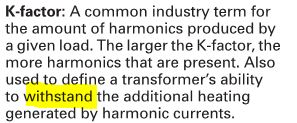 K-factor: A common industry term for
the amount of harmonics produced by
a given load. The larger the K-factor, the
more harmonics that are present. Also
used to define a transformer's ability
to withstand the additional heating
generated by harmonic currents.